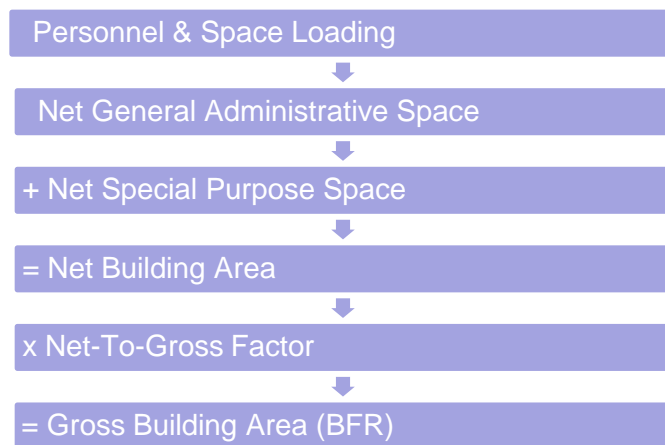 Personnel & Space Loading
Net General Administrative Space
+ Net Special Purpose Space
= Net Building Area
x Net-To-Gross Factor
= Gross Building Area (BFR)